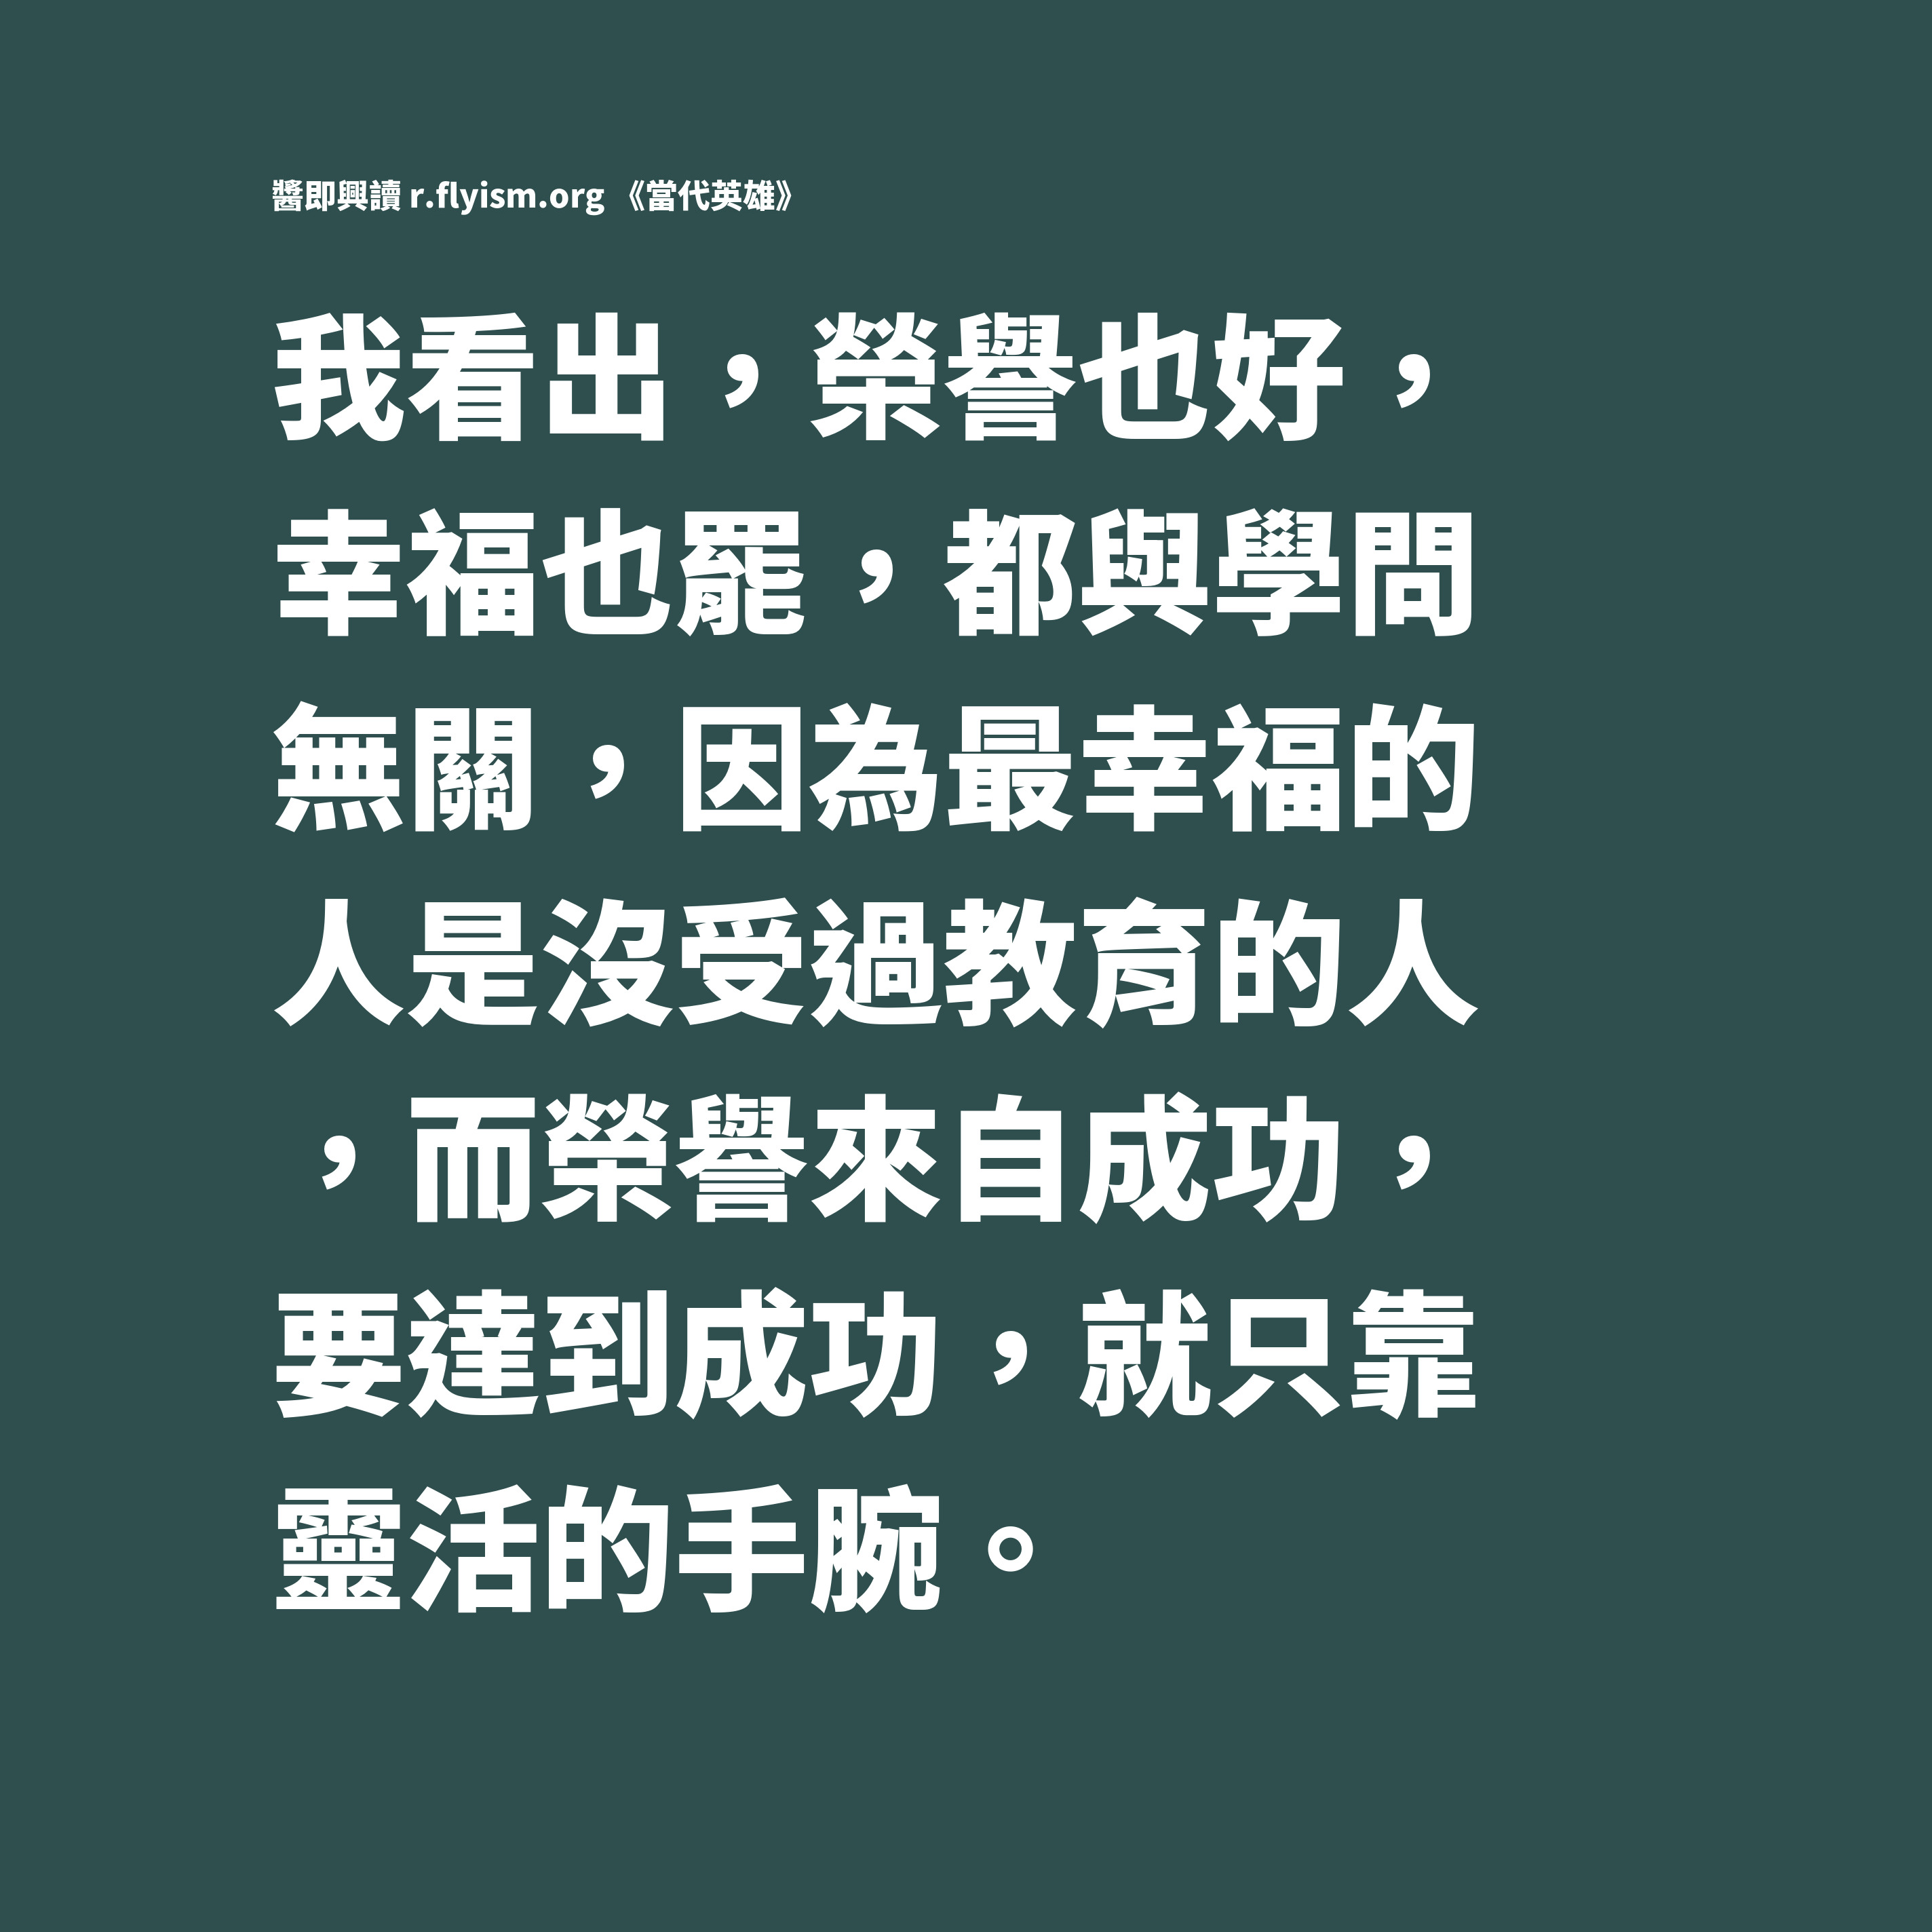 醫即興賣 r.flyism.org《當代英雄》
我看出，榮譽也好，
幸福也罷，都與學問
無關，因為最幸福的
人是沒受過教育的人
，而榮譽來自成功，
要達到成功，就只靠
靈活的手腕。